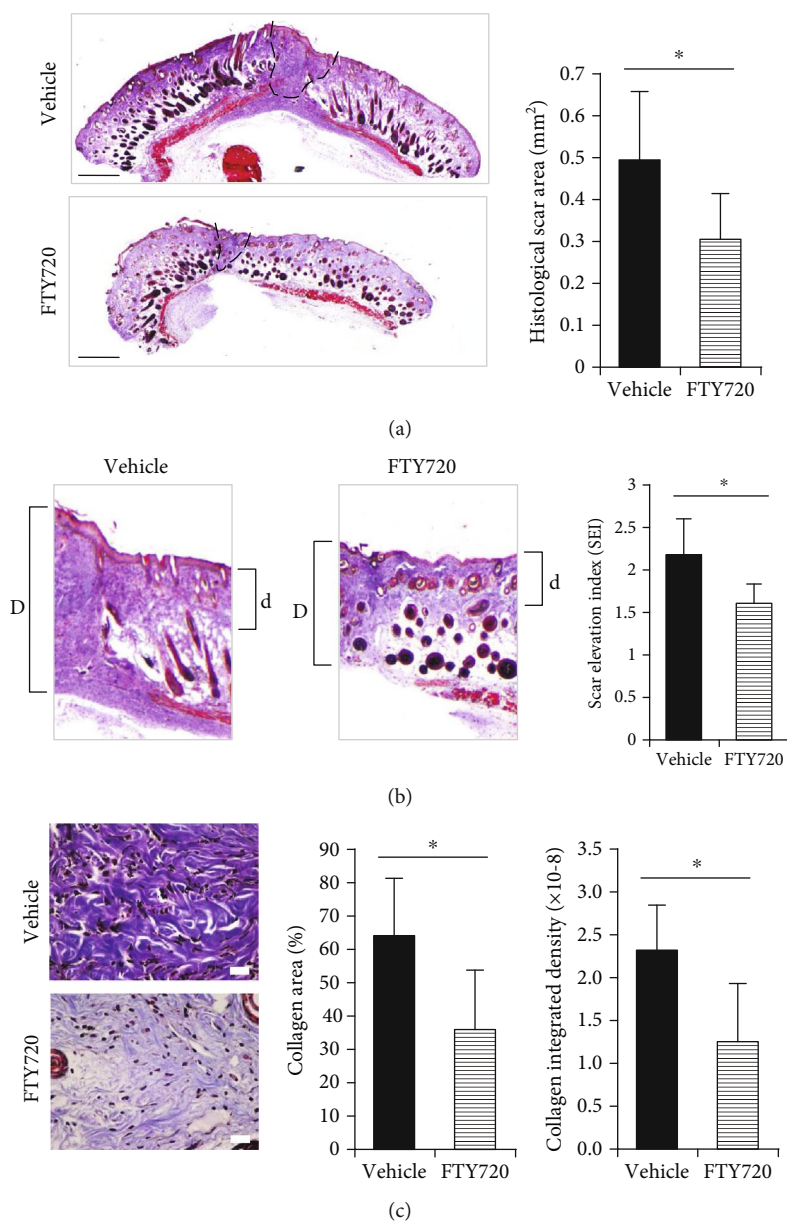 Vehicle
FTY720
Histological scar area (mm²)
0.7
0.6
0.5
0.4
0.3
0.2
0.1
0
*
Vehicle FTY720
(a)
Vehicle
D
d
FTY720
D
d
Scar elevation index (SEI)
3
2.5
2
1.5
1
0.5
0
*
Vehicle FTY720
(b)
Vehicle
FTY720
Collagen area (%)
90
80
70
60
50
40
30
20
10
0
*
Vehicle FTY720
Collagen integrated density (×10-8)
3.5
3.0
2.5
2.0
1.5
1.0
0.5
0.0
*
Vehicle FTY720
(c)